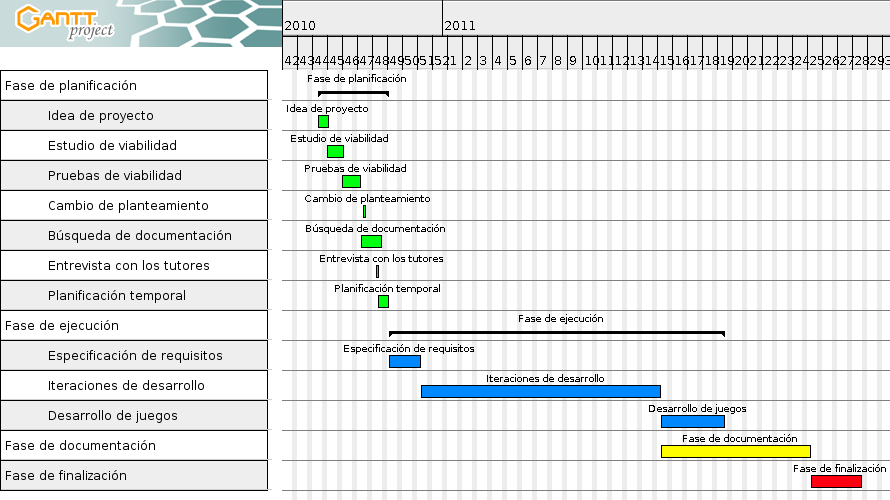 GANTT
project
2010 2011
42 43 44 45 46 47 48 49 50 51 52 1 2 3 4 5 6 7 8 9 10 11 12 13 14 15 16 17 18 19 20 21 22 23 24 25 26 27 28 29 3
Fase de planificación
Fase de planificación
Idea de proyecto
Idea de proyecto
Estudio de viabilidad
Estudio de viabilidad
Pruebas de viabilidad
Pruebas de viabilidad
Cambio de planteamiento
Cambio de planteamiento
Búsqueda de documentación
Búsqueda de documentación
Entrevista con los tutores
Entrevista con los tutores
Planificación temporal
Planificación temporal
Fase de ejecución
Fase de ejecución
Especificación de requisitos
Especificación de requisitos
Iteraciones de desarrollo
Iteraciones de desarrollo
Desarrollo de juegos
Desarrollo de juegos
Fase de documentación
Fase de documentación
Fase de finalización
Fase de finalización